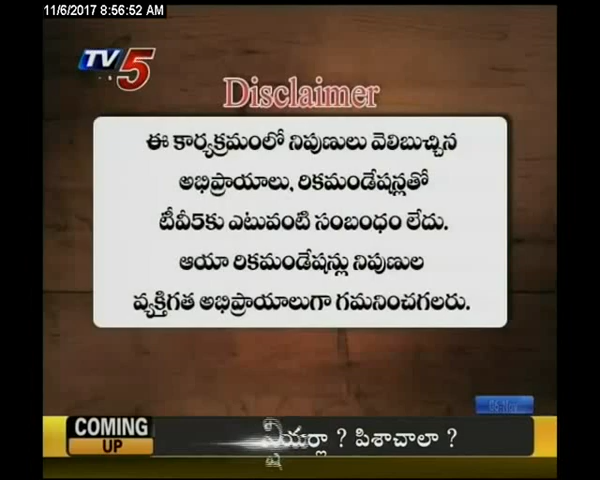 11/6/2017 8:56:52 AM
TV5
Disclaimer
ఈ కార్యక్రమంలో నిపుణులు వెలిబుచ్చిన
అభిప్రాయాలు, రికమండేషన్లతో
టీవీ5కు ఎటువంటి సంబంధం లేదు.
ఆయా రికమండేషన్లు నిపుణుల
వ్యక్తిగత అభిప్రాయాలుగా గమనించగలరు.
COMING
UP
? పిశాచాలా ?